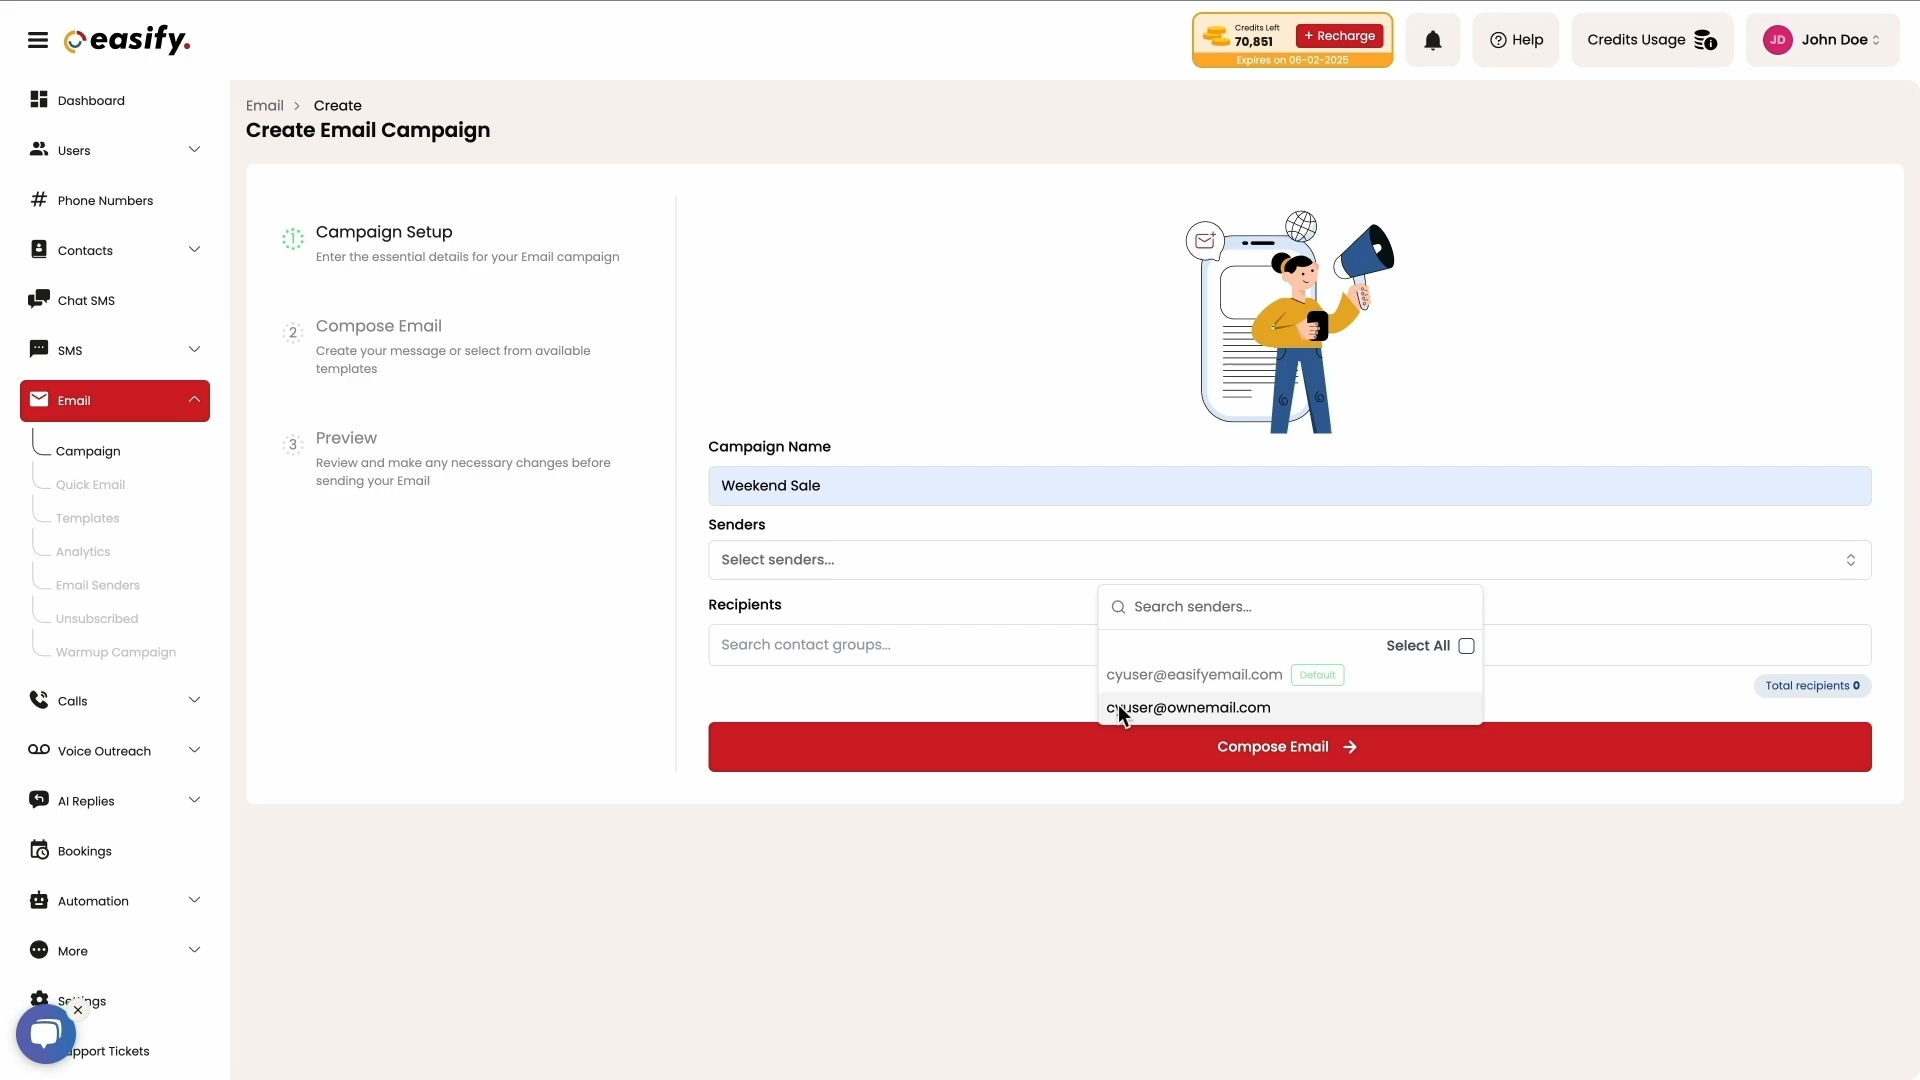 easify.
Credits Left
70,851
+ Recharge
Expires on 06-02-2025
Help
Credits Usage
JD
John Doe
Dashboard
Users
Phone Numbers
Contacts
Chat SMS
SMS
Email
Campaign
Quick Email
Templates
Analytics
Email Senders
Unsubscribed
Warmup Campaign
Calls
Voice Outreach
AI Replies
Bookings
Automation
More
Email > Create
Create Email Campaign
1
Campaign Setup
Enter the essential details for your Email campaign
2
Compose Email
Create your message or select from available
templates
3
Preview
Review and make any necessary changes before
sending your Email
Campaign Name
Weekend Sale
Senders
Select senders...
Search senders...
Select All
cyuser@easifyemail.com Default
cyuser@ownemail.com
Recipients
Search contact groups...
Total recipients 0
Compose Email
Tickets